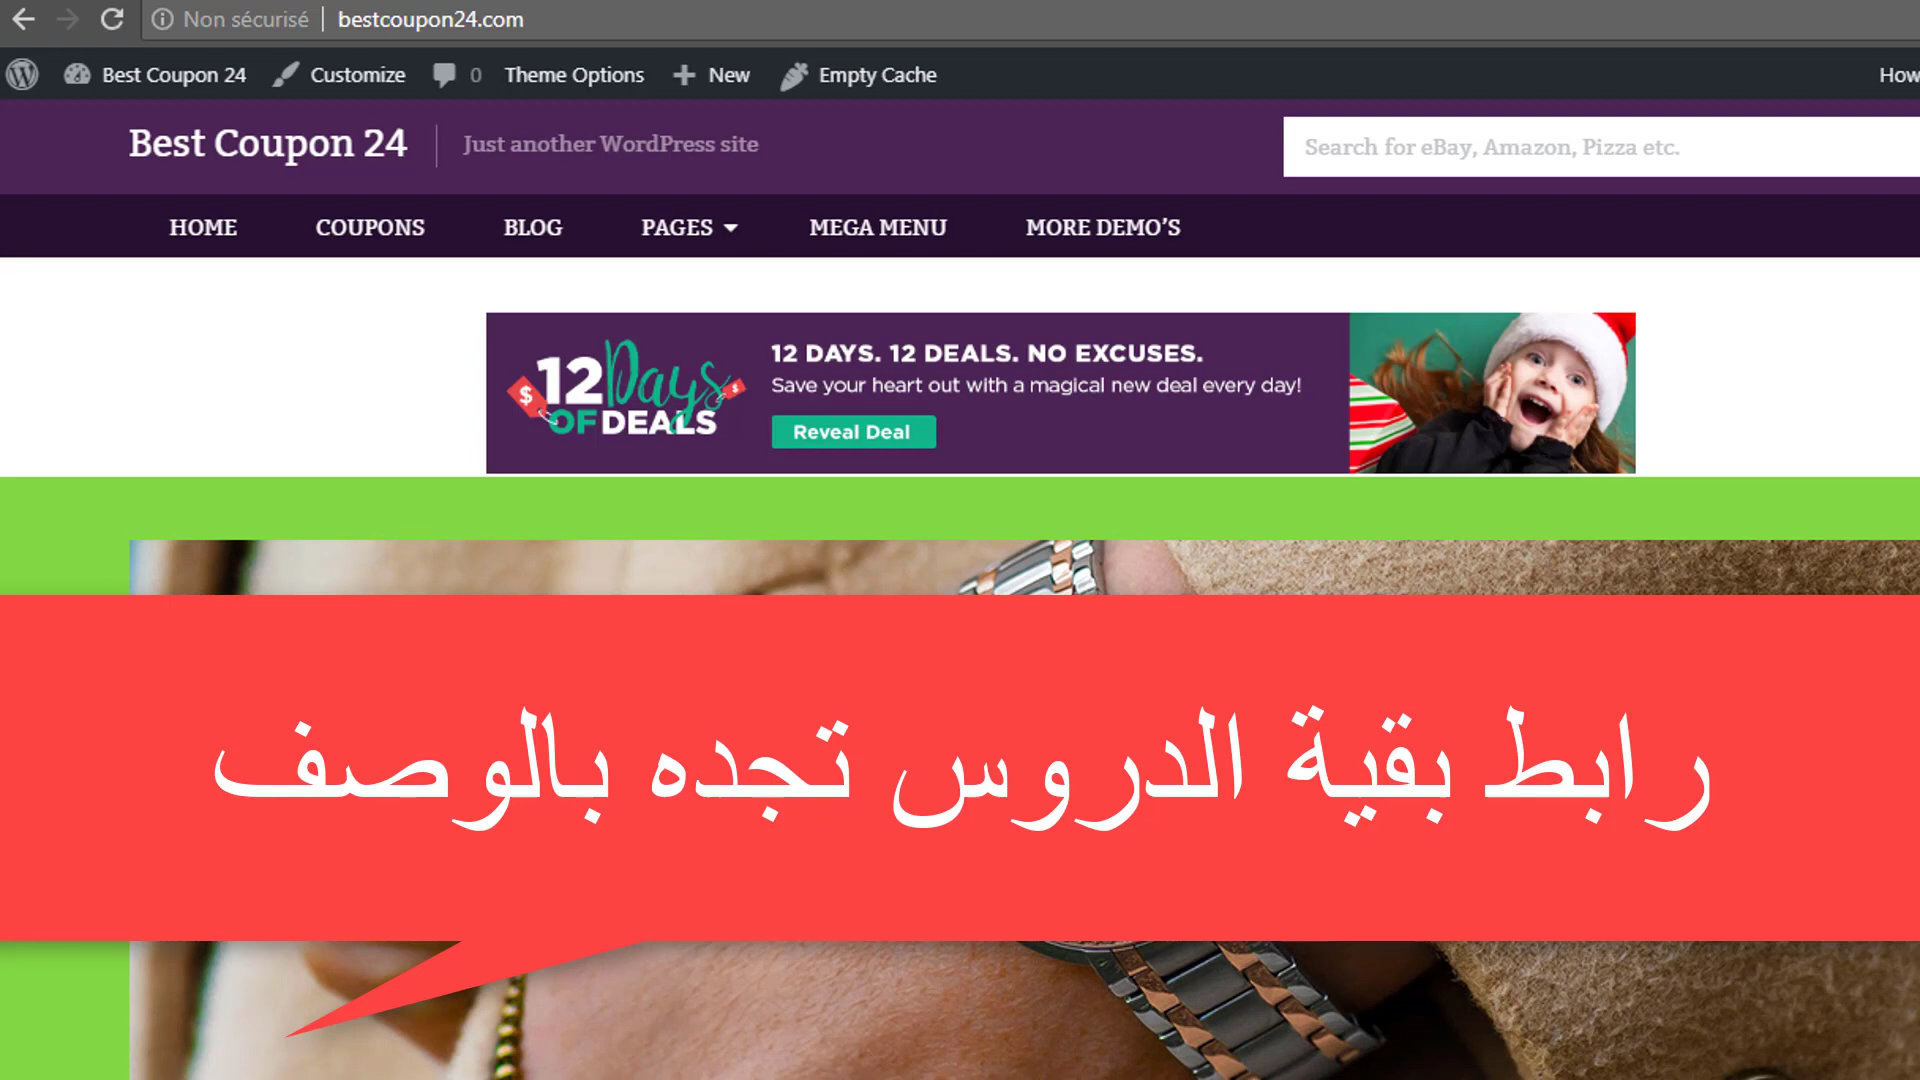 Non sécurisé | bestcoupon24.com
Best Coupon 24 Customize 0 Theme Options New Empty Cache How
Best Coupon 24 Just another WordPress site Search for eBay, Amazon, Pizza etc.
HOME COUPONS BLOG PAGES MEGA MENU MORE DEMO’S
$ 12 Days $
OF DEALS
12 DAYS. 12 DEALS. NO EXCUSES.
Save your heart out with a magical new deal every day!
Reveal Deal
رابط بقية الدروس تجده بالوصف